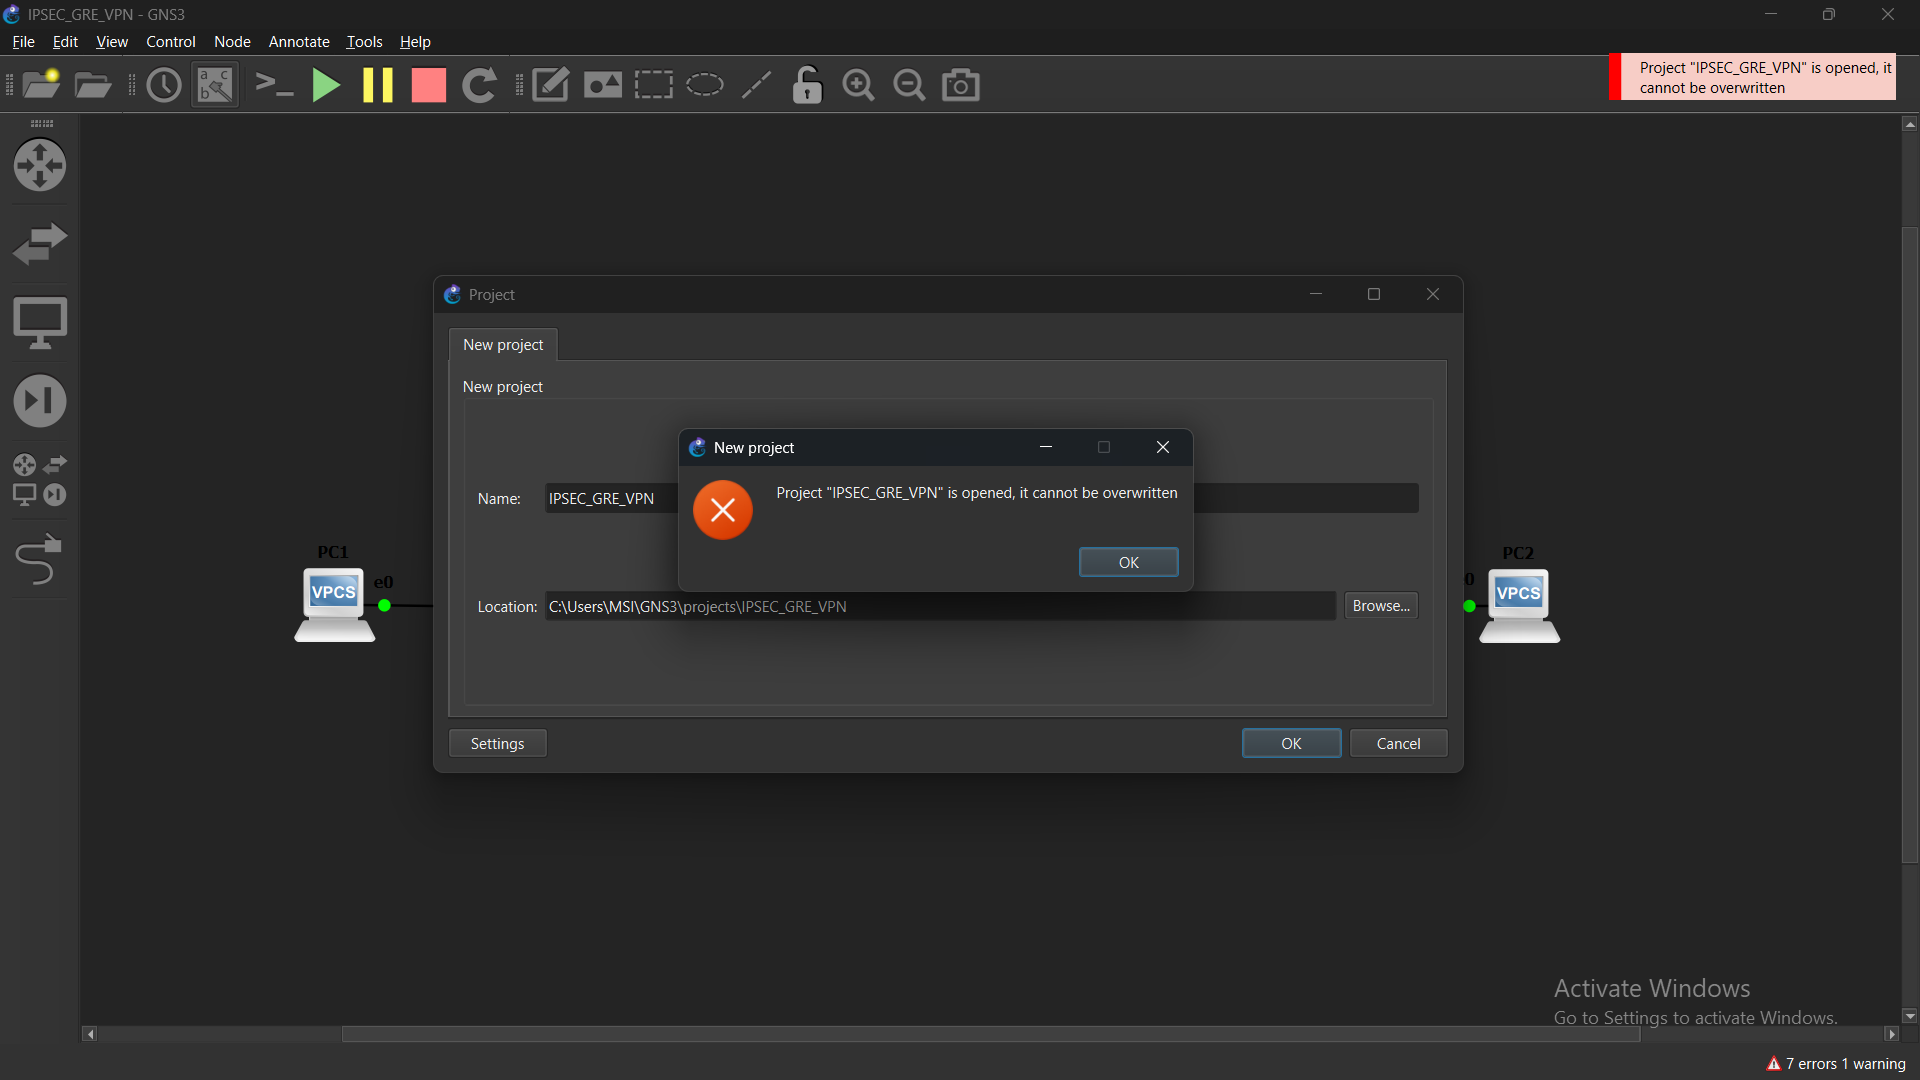 IPSEC_GRE_VPN - GNS3
File Edit View Control Node Annotate Tools Help
Project "IPSEC_GRE_VPN" is opened, it
cannot be overwritten
a c
b
Project
New project
New project
New project
Project "IPSEC_GRE_VPN" is opened, it cannot be overwritten
Name: IPSEC_GRE_VPN
OK
PC1
e0
VPCS
PC2
0
VPCS
Location: C:\Users\MSI\GNS3\projects\IPSEC_GRE_VPN Browse...
Settings OK Cancel
Activate Windows
Go to Settings to activate Windows.
7 errors 1 warning